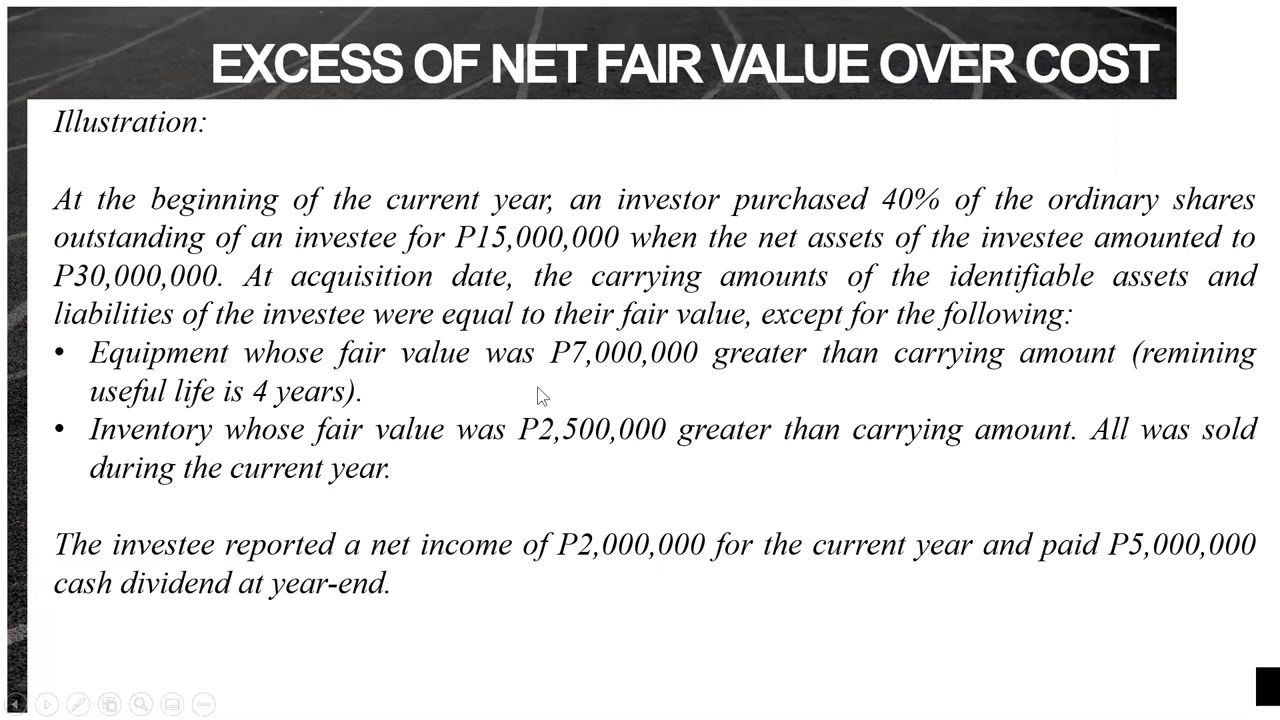 EXCESS OF NET FAIR VALUE OVER COST
Illustration:
At the beginning of the current year, an investor purchased 40% of the ordinary shares
outstanding of an investee for P15,000,000 when the net assets of the investee amounted to
P30,000,000. At acquisition date, the carrying amounts of the identifiable assets and
liabilities of the investee were equal to their fair value, except for the following:
• Equipment whose fair value was P7,000,000 greater than carrying amount (remining
useful life is 4 years).
• Inventory whose fair value was P2,500,000 greater than carrying amount. All was sold
during the current year.
The investee reported a net income of P2,000,000 for the current year and paid P5,000,000
cash dividend at year-end.